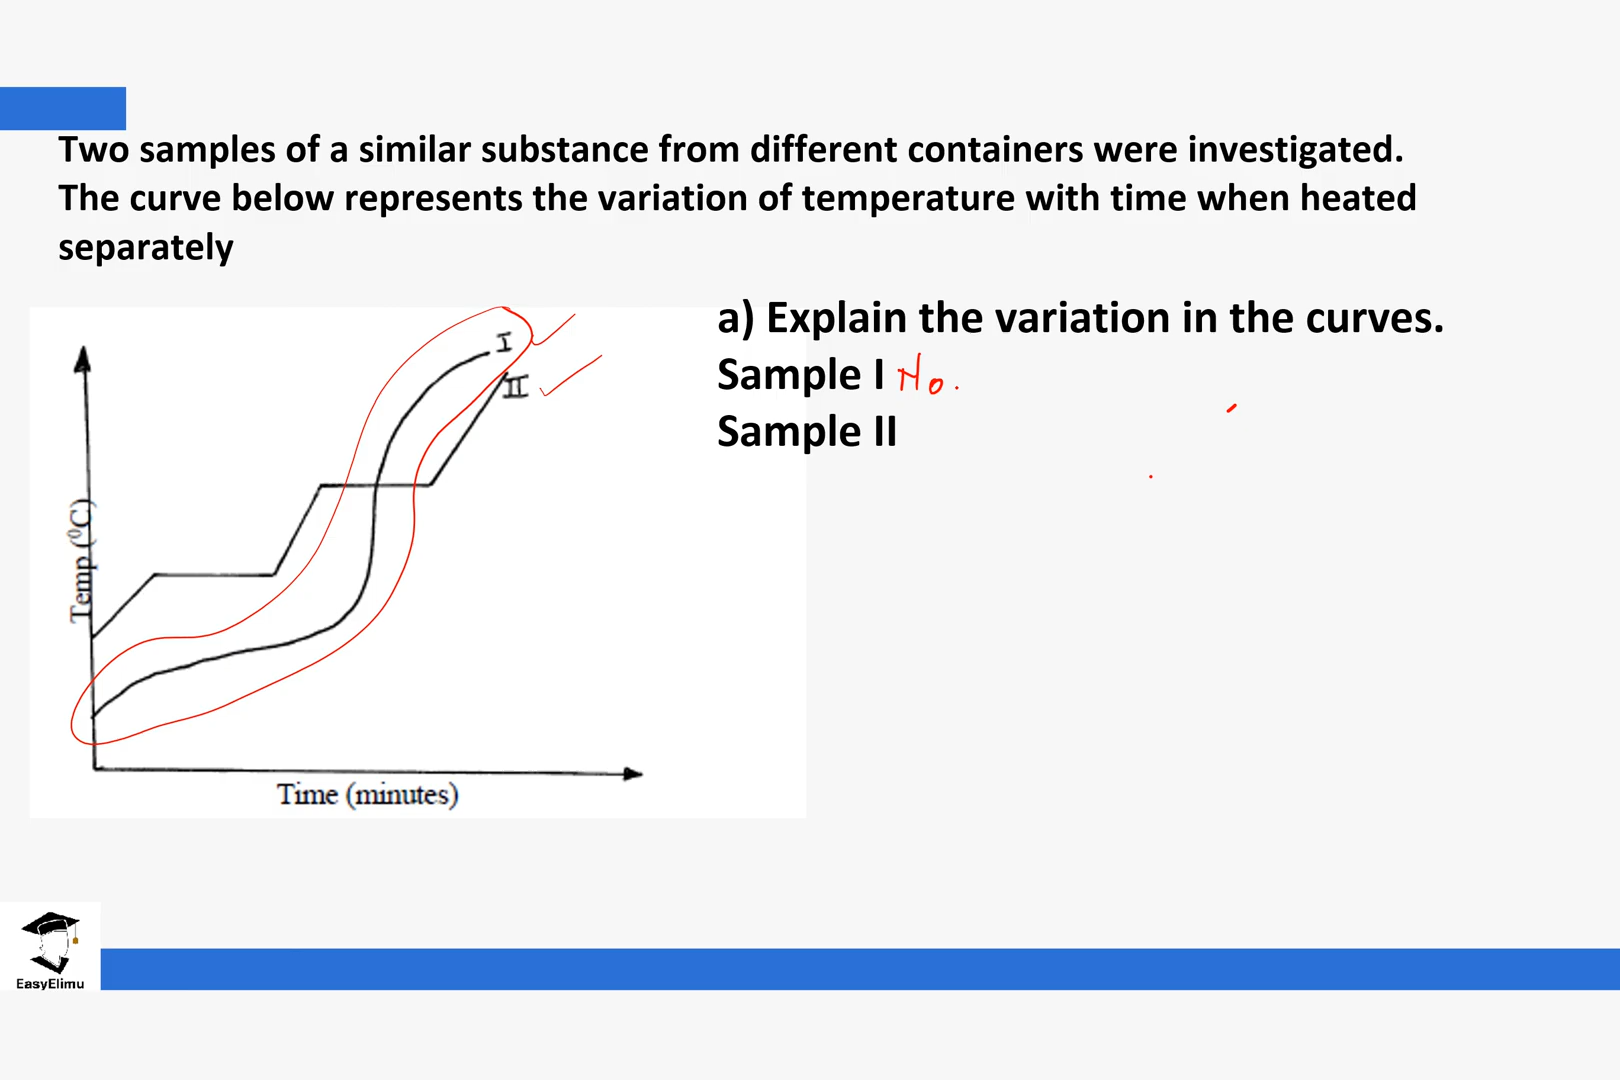 Two samples of a similar substance from different containers were investigated.
The curve below represents the variation of temperature with time when heated
separately
a) Explain the variation in the curves.
Sample I No.
Sample II
I
II
Temp (⁰C)
Time (minutes)
EasyElimu